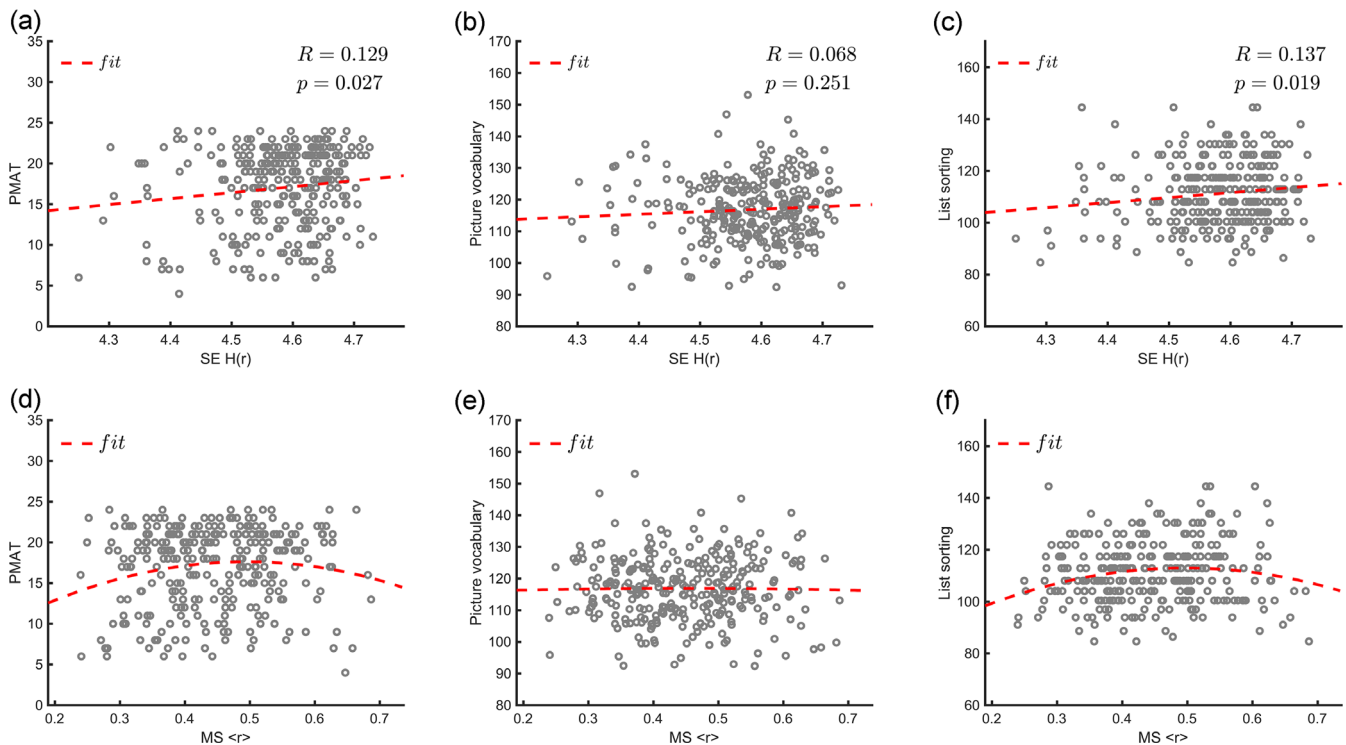 (a)
35
30
25
20
15
10
5
0
PMAT
fit
R = 0.129
p = 0.027
4.3 4.4 4.5 4.6 4.7
SE H(r)
(b)
170
160
150
140
130
120
110
100
90
80
Picture vocabulary
fit
R = 0.068
p = 0.251
4.3 4.4 4.5 4.6 4.7
SE H(r)
(c)
160
140
120
100
80
60
List sorting
fit
R = 0.137
p = 0.019
4.3 4.4 4.5 4.6 4.7
SE H(r)
(d)
35
30
25
20
15
10
5
0
PMAT
fit
0.2 0.3 0.4 0.5 0.6 0.7
MS <r>
(e)
170
160
150
140
130
120
110
100
90
80
Picture vocabulary
fit
0.2 0.3 0.4 0.5 0.6 0.7
MS <r>
(f)
160
140
120
100
80
60
List sorting
fit
0.2 0.3 0.4 0.5 0.6 0.7
MS <r>